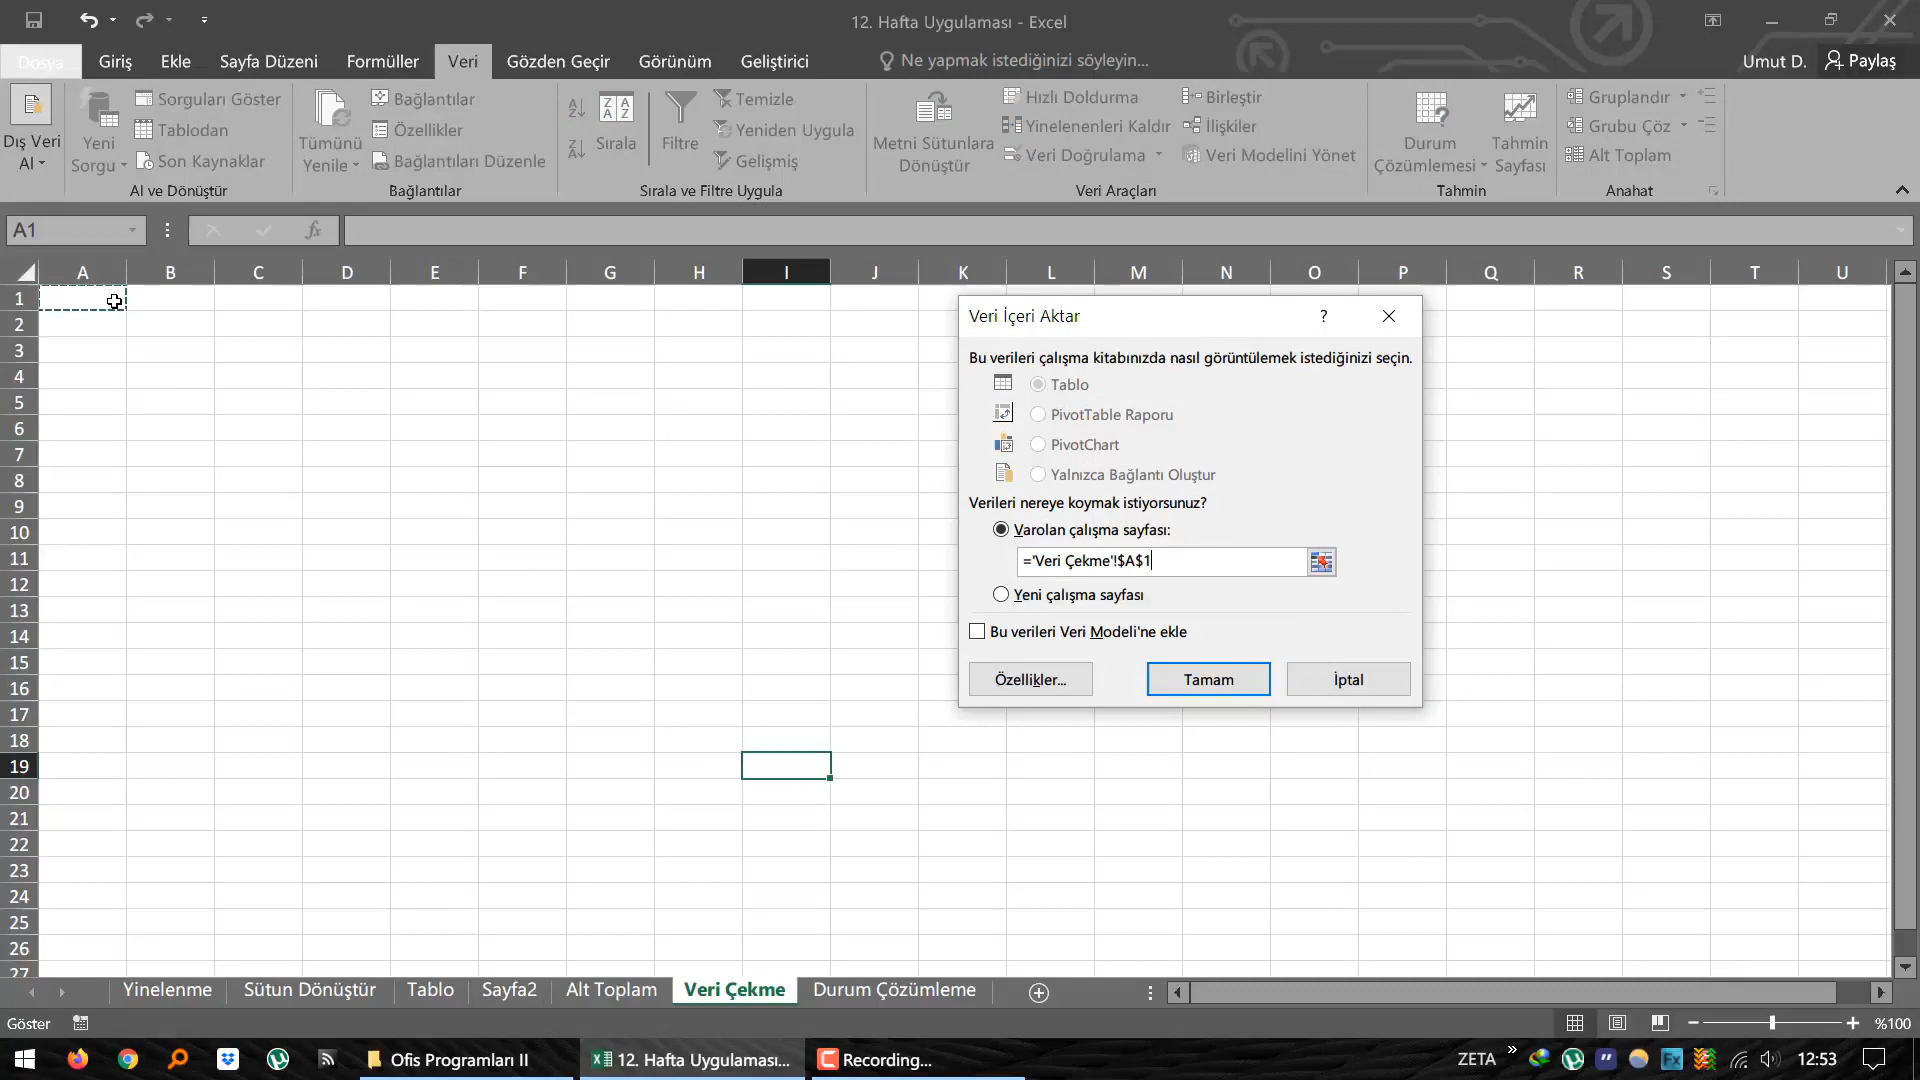 12. Hafta Uygulaması - Excel
Dosya Giriş Ekle Sayfa Düzeni Formüller Veri Gözden Geçir Görünüm Geliştirici Ne yapmak istediğinizi söyleyin... Umut D. Paylaş
Dış Veri Al
Yeni Sorgu
Sorguları Göster
Tablodan
Son Kaynaklar
Al ve Dönüştür
Tümünü Yenile
Bağlantılar
Özellikler
Bağlantıları Düzenle
Bağlantılar
Sırala
Filtre
Temizle
Yeniden Uygula
Gelişmiş
Sırala ve Filtre Uygula
Metni Sütunlara Dönüştür
Hızlı Doldurma
Yinelenenleri Kaldır
Veri Doğrulama
Birleştir
İlişkiler
Veri Modelini Yönet
Veri Araçları
Durum Çözümlemesi
Tahmin Sayfası
Tahmin
Gruplandır
Grubu Çöz
Alt Toplam
Anahat
A1
fx
A B C D E F G H I J K L M N O P Q R S T U
1
2
3
4
5
6
7
8
9
10
11
12
13
14
15
16
17
18
19
20
21
22
23
24
25
26
27
Veri İçeri Aktar ?
Bu verileri çalışma kitabınızda nasıl görüntülemek istediğinizi seçin.
Tablo
PivotTable Raporu
PivotChart
Yalnızca Bağlantı Oluştur
Verileri nereye koymak istiyorsunuz?
Varolan çalışma sayfası:
='Veri Çekme'!$A$1
Yeni çalışma sayfası
Bu verileri Veri Modeli'ne ekle
Özellikler... Tamam İptal
Yinelenme Sütun Dönüştür Tablo Sayfa2 Alt Toplam Veri Çekme Durum Çözümleme
Göster %100
Ofis Programları II 12. Hafta Uygulaması... Recording... ZETA 12:53